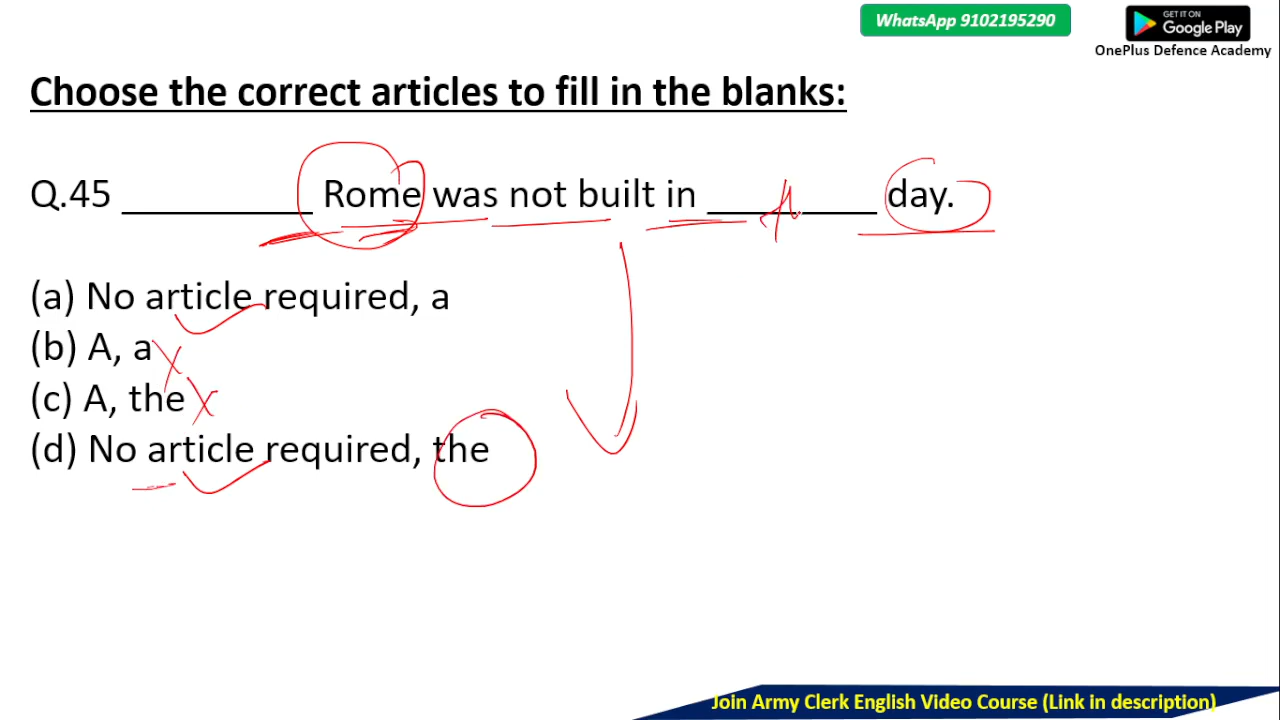 WhatsApp 9102195290
GET IT ON
Google Play
OnePlus Defence Academy
Choose the correct articles to fill in the blanks:
Q.45 __________ Rome was not built in A day.
(a) No article required, a
(b) A, a
(c) A, the
(d) No article required, the
Join Army Clerk English Video Course (Link in description)